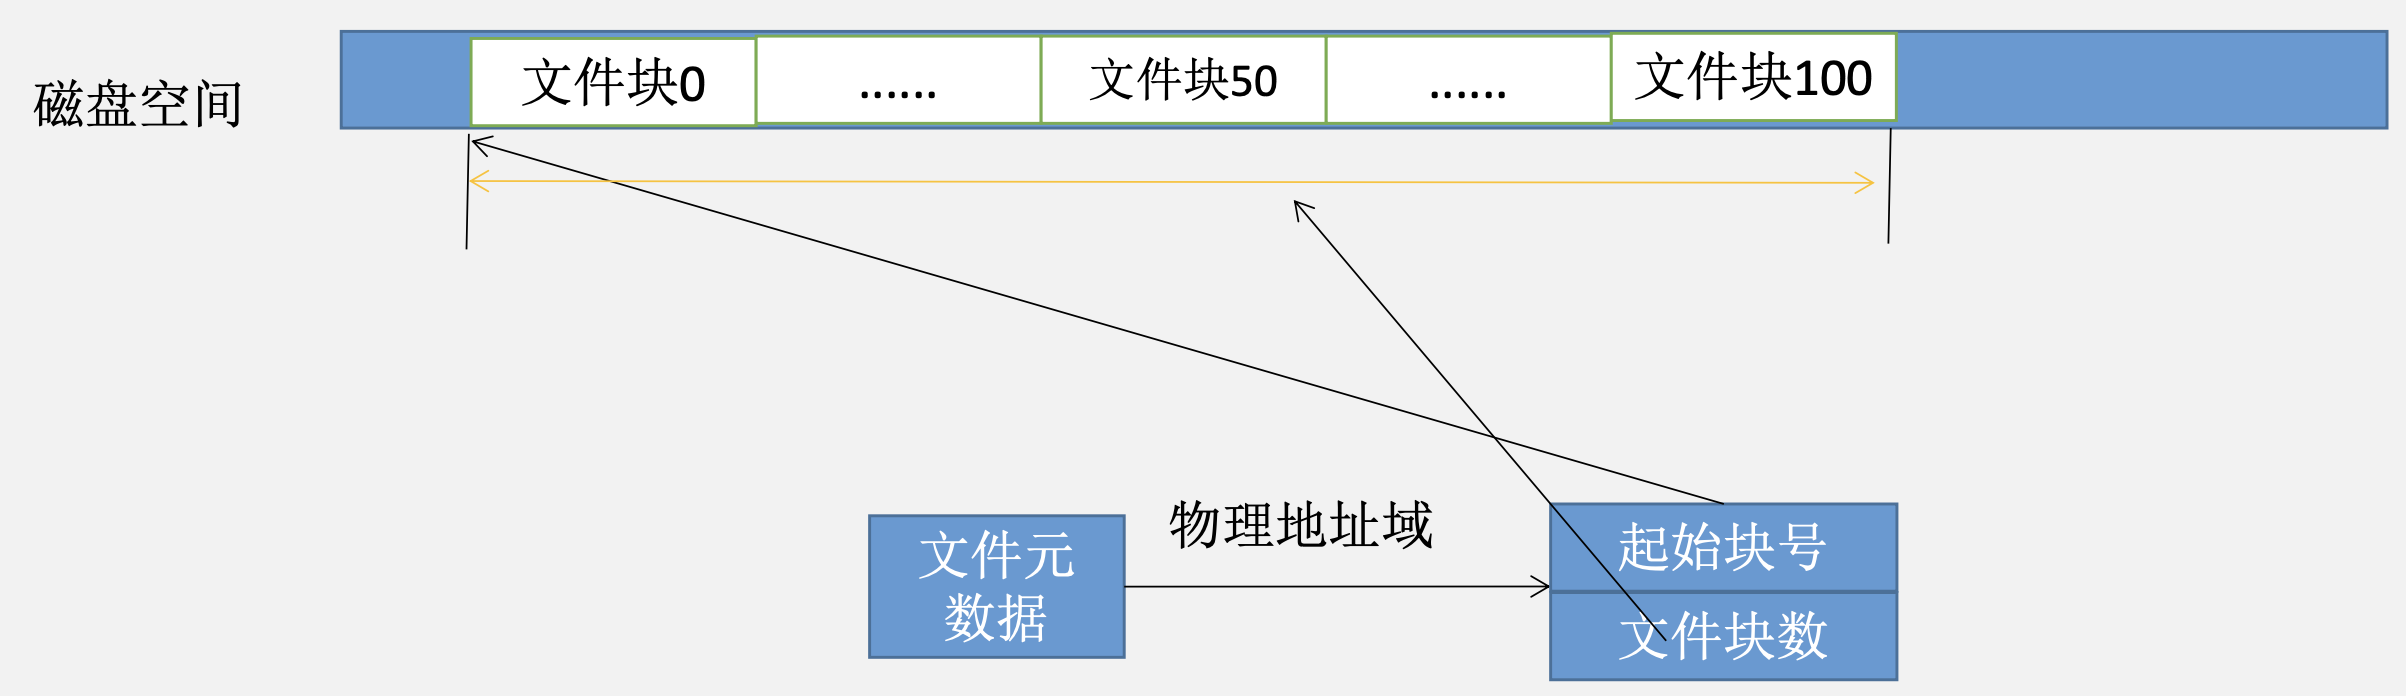 磁盘空间
文件块0
......
文件块50
......
文件块100
物理地址域
文件元
数据
起始块号
文件块数